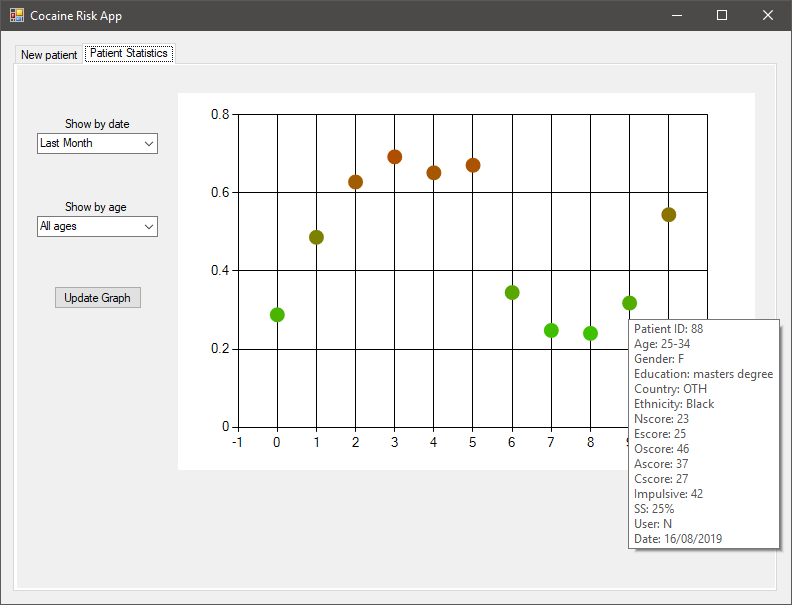 Cocaine Risk App
New patient
Patient Statistics
Show by date
Last Month
Show by age
All ages
Update Graph
0.8
0.6
0.4
0.2
0
-1 0 1 2 3 4 5 6 7 8
Patient ID: 88
Age: 25-34
Gender: F
Education: masters degree
Country: OTH
Ethnicity: Black
Nscore: 23
Escore: 25
Oscore: 46
Ascore: 37
Cscore: 27
Impulsive: 42
SS: 25%
User: N
Date: 16/08/2019